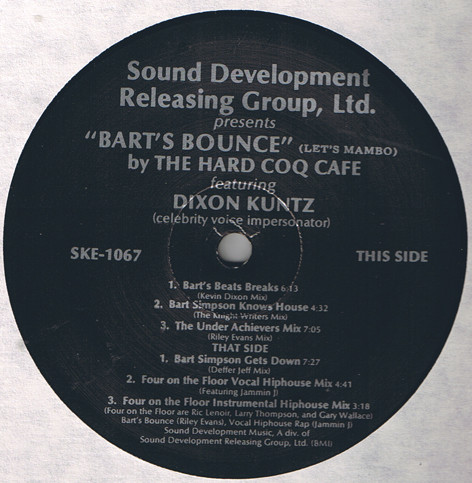 Sound Development
Releasing Group, Ltd.
presents
"BART'S BOUNCE" (LET'S MAMBO)
by THE HARD COQ CAFE
featuring
DIXON KUNTZ
(celebrity voice impersonator)
SKE-1067 THIS SIDE
1. Bart's Beats Breaks 6:13
(Kevin Dixon Mix)
2. Bart Simpson Knows House 4:32
(The Knight Writers Mix)
3. The Under Achievers Mix 7:05
(Riley Evans Mix)
THAT SIDE
1. Bart Simpson Gets Down 7:27
(Deffer Jeff Mix)
2. Four on the Floor Vocal Hiphouse Mix 4:41
(Featuring Jammin J)
3. Four on the Floor Instrumental Hiphouse Mix 3:18
(Four on the Floor are Ric Lenoir, Larry Thompson, and Gary Wallace)
Bart's Bounce (Riley Evans), Vocal Hiphouse Rap (Jammin J)
Sound Development Music, A div. of
Sound Development Releasing Group, Ltd. (BMI)